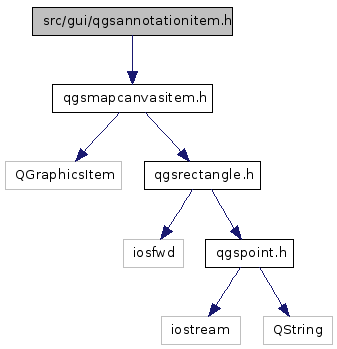 src/gui/qgsannotationitem.h
qgsmapcanvasitem.h
QGraphicsItem
qgsrectangle.h
iosfwd
qgspoint.h
iostream
QString